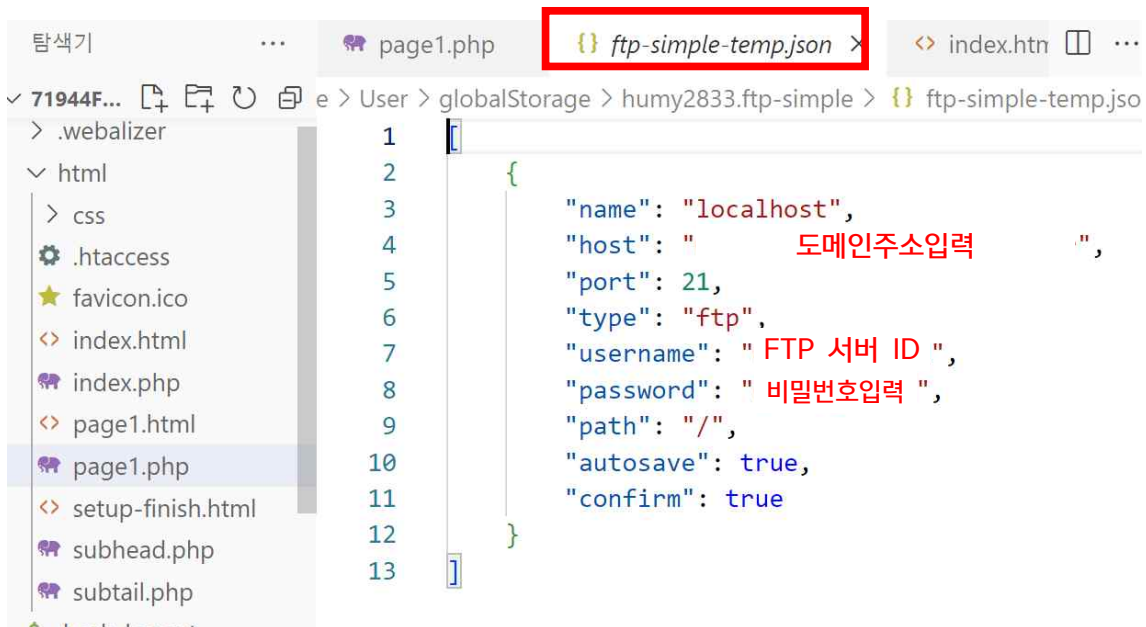 탐색기 ...
page1.php
ftp-simple-temp.json ×
index.htm
71944F...
e > User > globalStorage > humy2833.ftp-simple > {} ftp-simple-temp.jso
> .webalizer
html
> css
.htaccess
favicon.ico
index.html
index.php
page1.html
page1.php
setup-finish.html
subhead.php
subtail.php
1 [
2 {
3 "name": "localhost",
4 "host": " 도메인주소입력 ",
5 "port": 21,
6 "type": "ftp",
7 "username": " FTP 서버 ID ",
8 "password": " 비밀번호입력 ",
9 "path": "/",
10 "autosave": true,
11 "confirm": true
12 }
13 ]